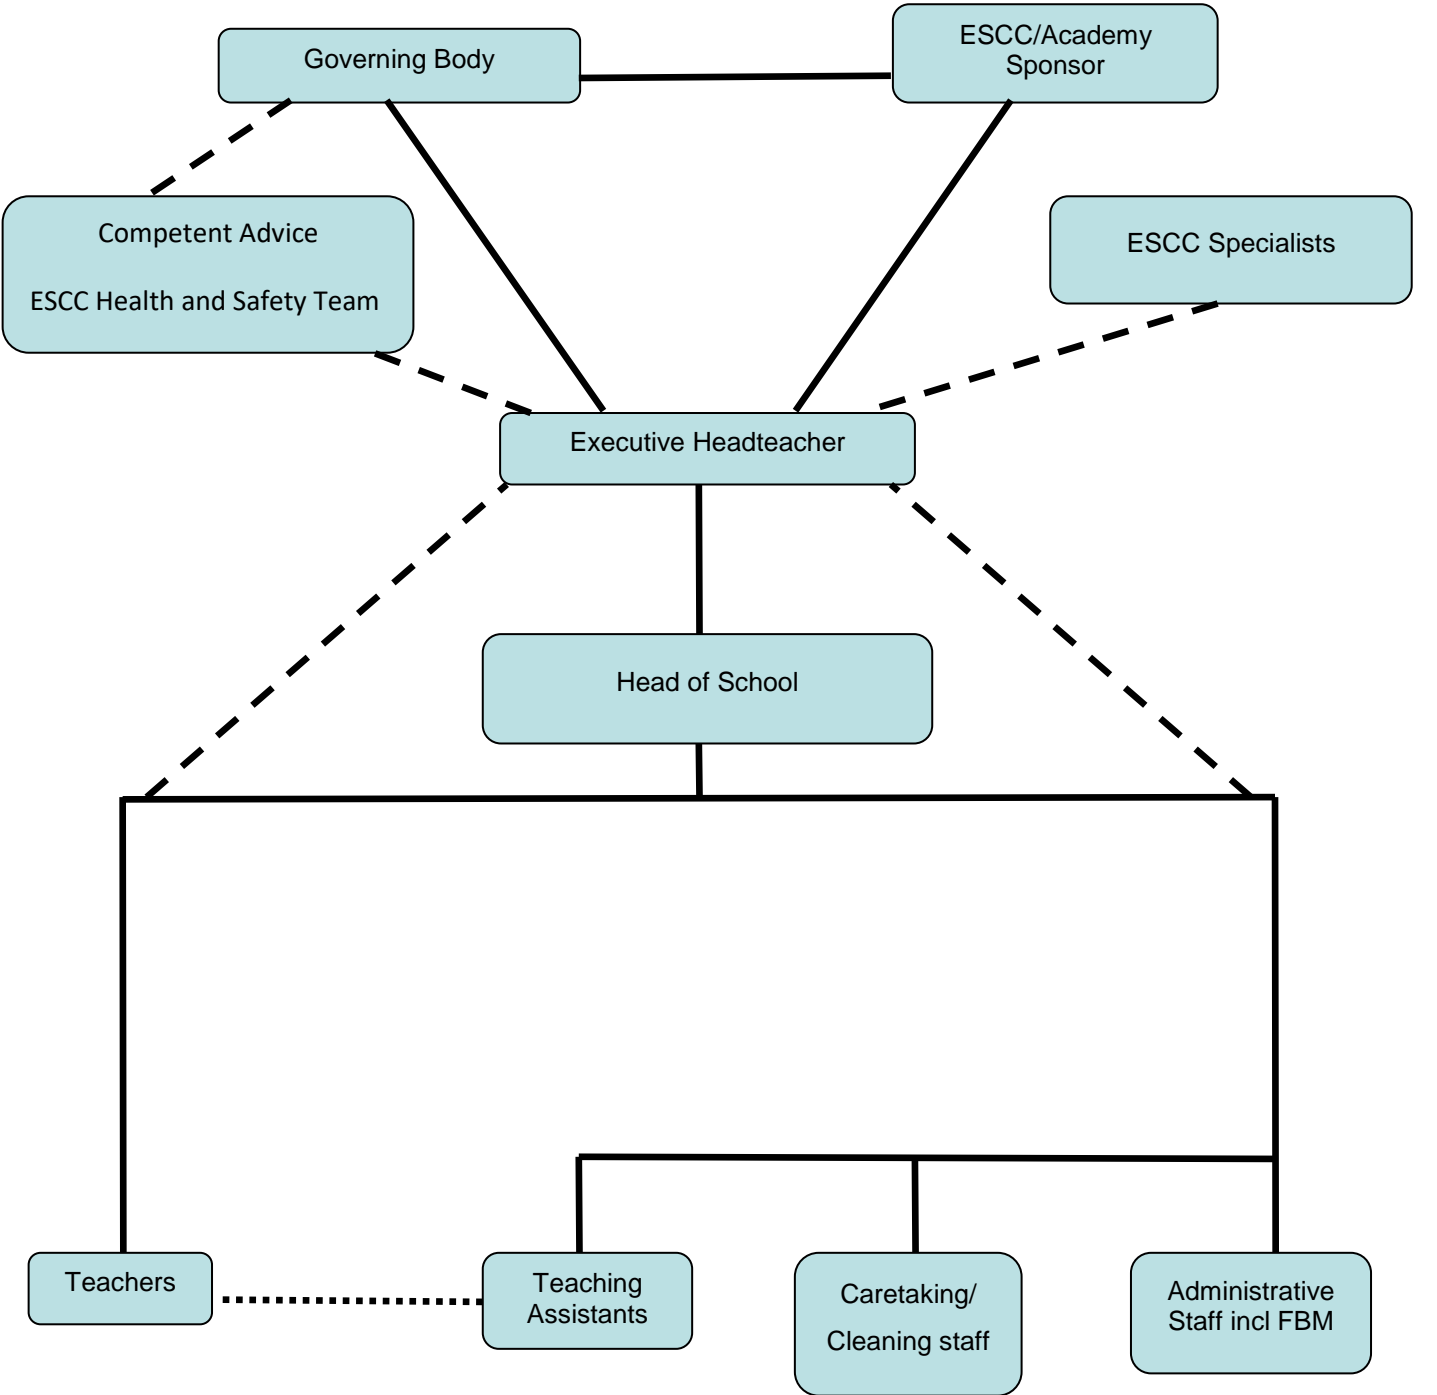 Governing Body
ESCC/Academy
Sponsor
Competent Advice
ESCC Health and Safety Team
ESCC Specialists
Executive Headteacher
Head of School
Teachers
Teaching
Assistants
Caretaking/
Cleaning staff
Administrative
Staff incl FBM